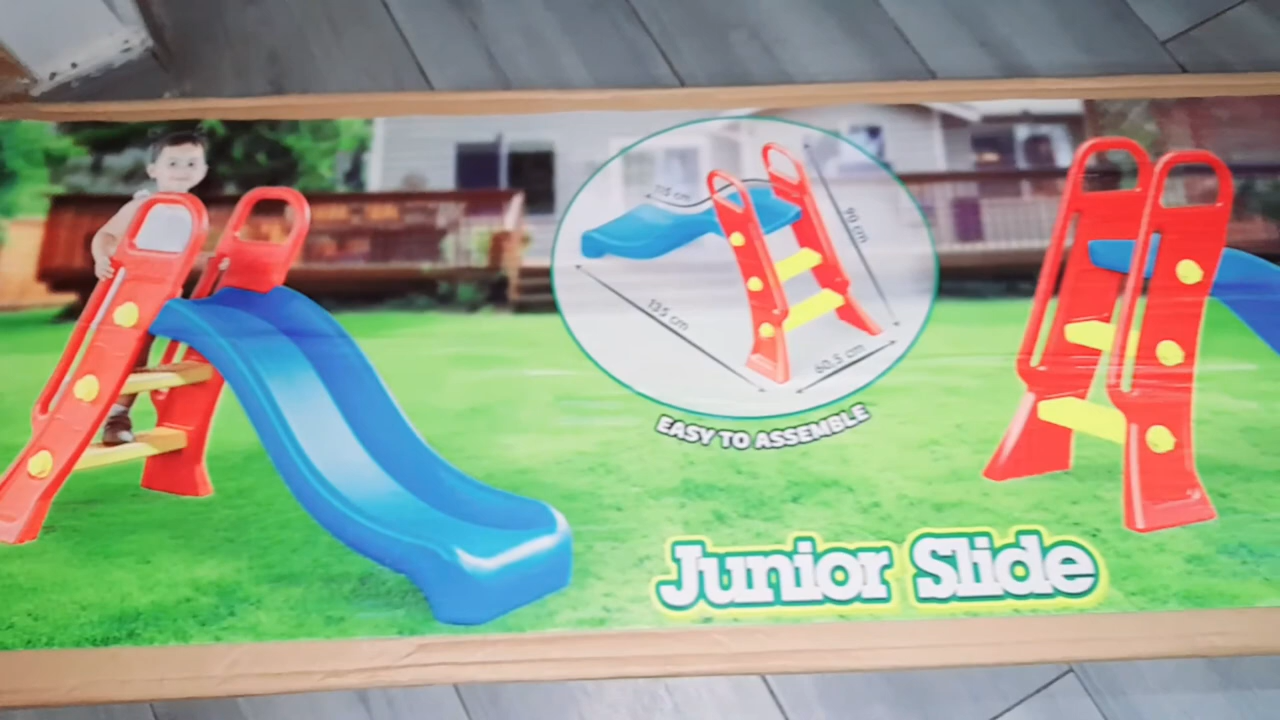 115 cm
90 cm
135 cm
60,5 cm
EASY TO ASSEMBLE
Junior Slide